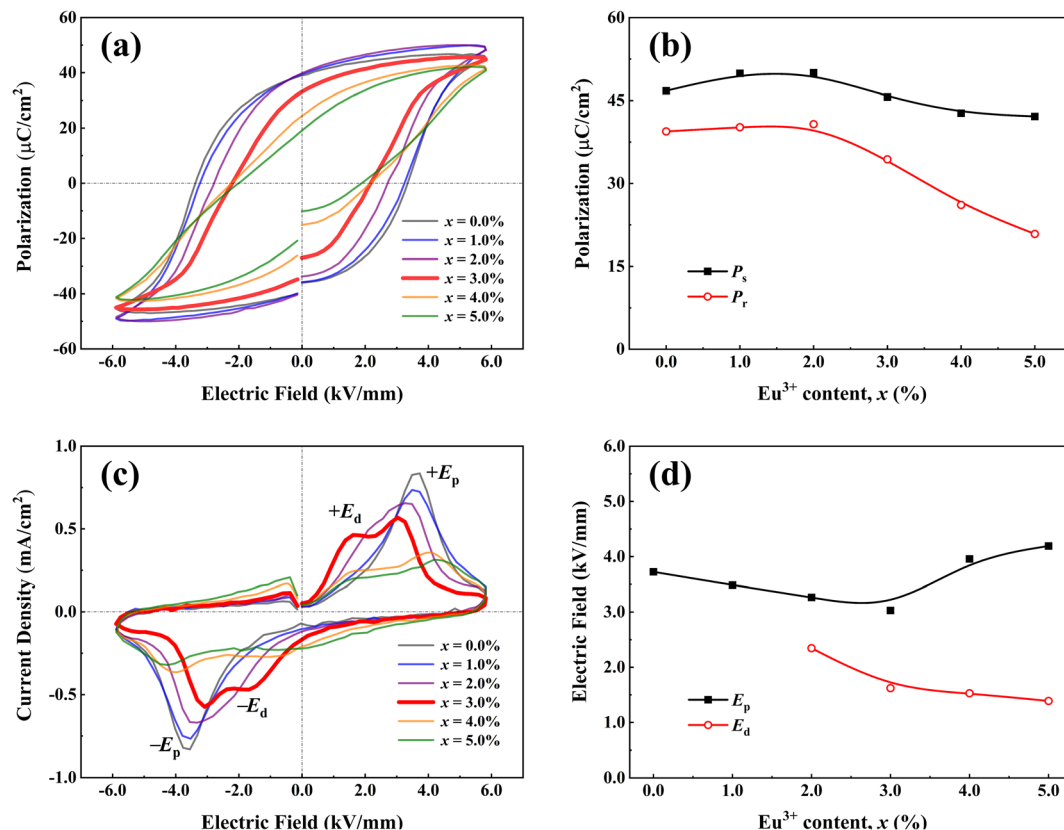 (a)
60
40
20
0
-20
-40
-60
Polarization (μC/cm²)
-6.0 -4.0 -2.0 0.0 2.0 4.0 6.0
Electric Field (kV/mm)
x = 0.0%
x = 1.0%
x = 2.0%
x = 3.0%
x = 4.0%
x = 5.0%
(b)
60
45
30
15
0
Polarization (μC/cm²)
0.0 1.0 2.0 3.0 4.0 5.0
Eu³⁺ content, x (%)
Pₛ
Pᵣ
(c)
1.0
0.5
0.0
-0.5
-1.0
Current Density (mA/cm²)
-6.0 -4.0 -2.0 0.0 2.0 4.0 6.0
Electric Field (kV/mm)
+Eₚ
+E_d
−E_d
−Eₚ
x = 0.0%
x = 1.0%
x = 2.0%
x = 3.0%
x = 4.0%
x = 5.0%
(d)
6.0
5.0
4.0
3.0
2.0
1.0
0.0
Electric Field (kV/mm)
0.0 1.0 2.0 3.0 4.0 5.0
Eu³⁺ content, x (%)
Eₚ
E_d